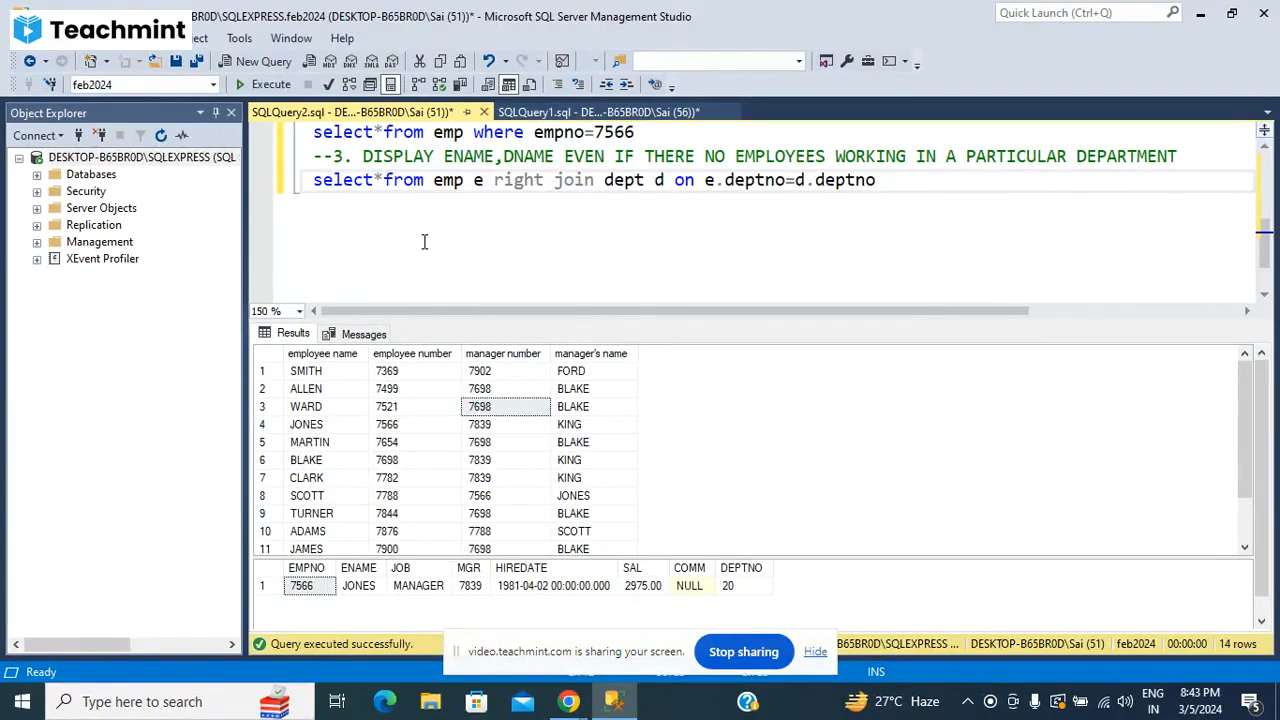 SQLQuery2.sql - DESKTOP-B65BR0D\SQLEXPRESS.feb2024 (DESKTOP-B65BR0D\Sai (51))* - Microsoft SQL Server Management Studio
Quick Launch (Ctrl+Q)
Teachmint
Tools Window Help
New Query
feb2024 Execute
Object Explorer
SQLQuery2.sql - DE...-B65BR0D\Sai (51))* SQLQuery1.sql - DE...-B65BR0D\Sai (56))*
Connect
DESKTOP-B65BR0D\SQLEXPRESS (SQL
Databases
Security
Server Objects
Replication
Management
XEvent Profiler
select*from emp where empno=7566
--3. DISPLAY ENAME,DNAME EVEN IF THERE NO EMPLOYEES WORKING IN A PARTICULAR DEPARTMENT
select*from emp e right join dept d on e.deptno=d.deptno
150 %
Results Messages
employee name employee number manager number manager's name
1 SMITH 7369 7902 FORD
2 ALLEN 7499 7698 BLAKE
3 WARD 7521 7698 BLAKE
4 JONES 7566 7839 KING
5 MARTIN 7654 7698 BLAKE
6 BLAKE 7698 7839 KING
7 CLARK 7782 7839 KING
8 SCOTT 7788 7566 JONES
9 TURNER 7844 7698 BLAKE
10 ADAMS 7876 7788 SCOTT
11 JAMES 7900 7698 BLAKE
EMPNO ENAME JOB MGR HIREDATE SAL COMM DEPTNO
1 7566 JONES MANAGER 7839 1981-04-02 00:00:00.000 2975.00 NULL 20
Query executed successfully. B65BR0D\SQLEXPRESS ... DESKTOP-B65BR0D\Sai (51) feb2024 00:00:00 14 rows
video.teachmint.com is sharing your screen. Stop sharing Hide
Ready INS
Type here to search 27°C Haze ENG IN 8:43 PM 3/5/2024 5